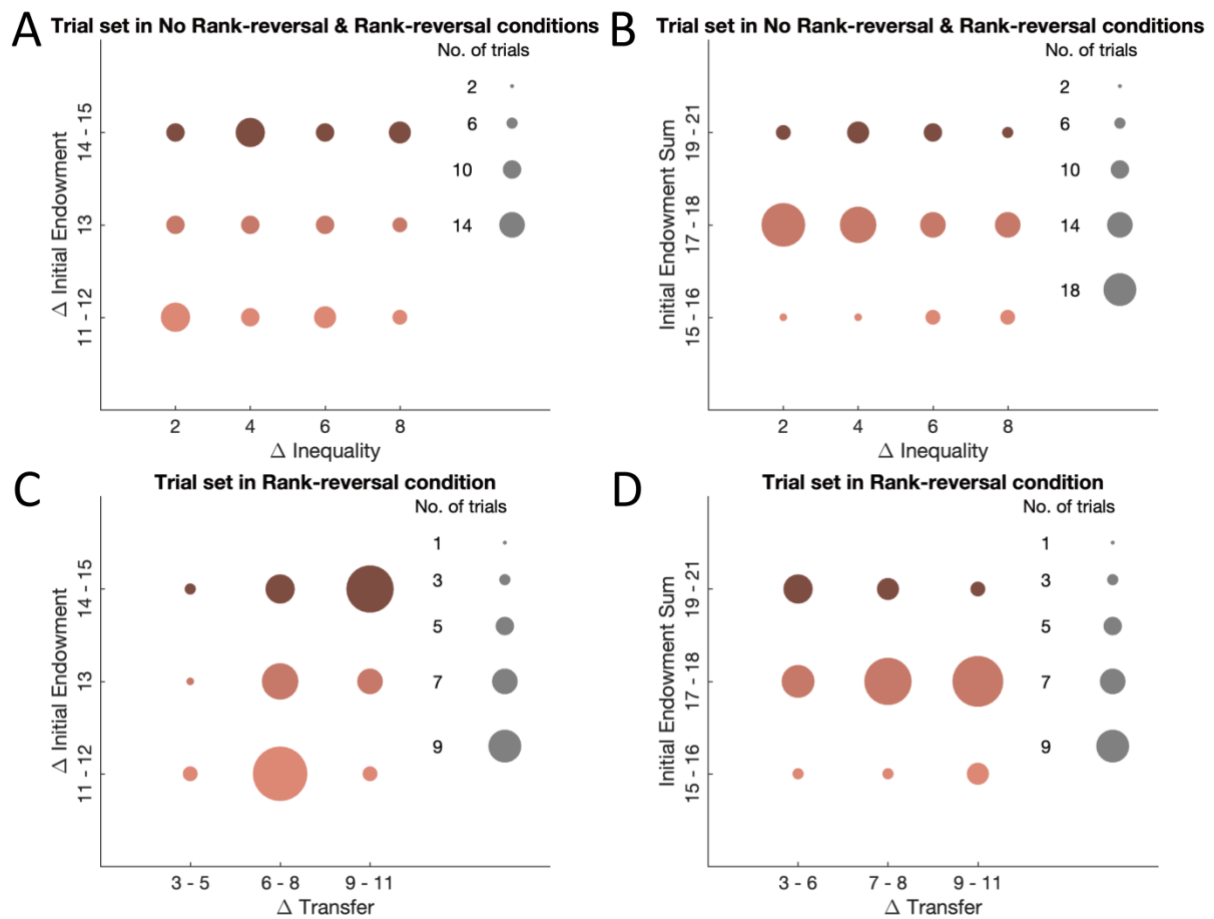 A
Trial set in No Rank-reversal & Rank-reversal conditions
No. of trials
2
6
10
14
Δ Initial Endowment
14 - 15
13
11 - 12
2 4 6 8
Δ Inequality
B
Trial set in No Rank-reversal & Rank-reversal conditions
No. of trials
2
6
10
14
18
Initial Endowment Sum
19 - 21
17 - 18
15 - 16
2 4 6 8
Δ Inequality
C
Trial set in Rank-reversal condition
No. of trials
1
3
5
7
9
Δ Initial Endowment
14 - 15
13
11 - 12
3 - 5 6 - 8 9 - 11
Δ Transfer
D
Trial set in Rank-reversal condition
No. of trials
1
3
5
7
9
Initial Endowment Sum
19 - 21
17 - 18
15 - 16
3 - 6 7 - 8 9 - 11
Δ Transfer